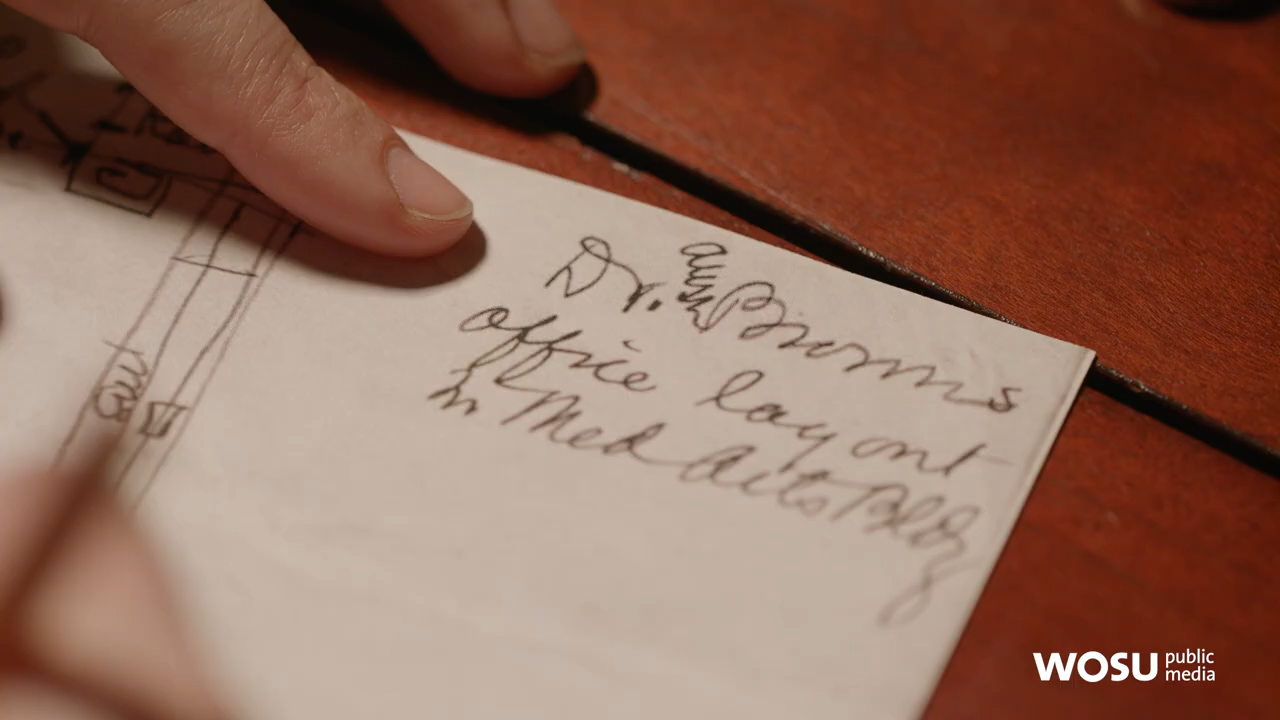 Dr. Browns
office lay out
in Med Arts Bldg
WOSU public
media